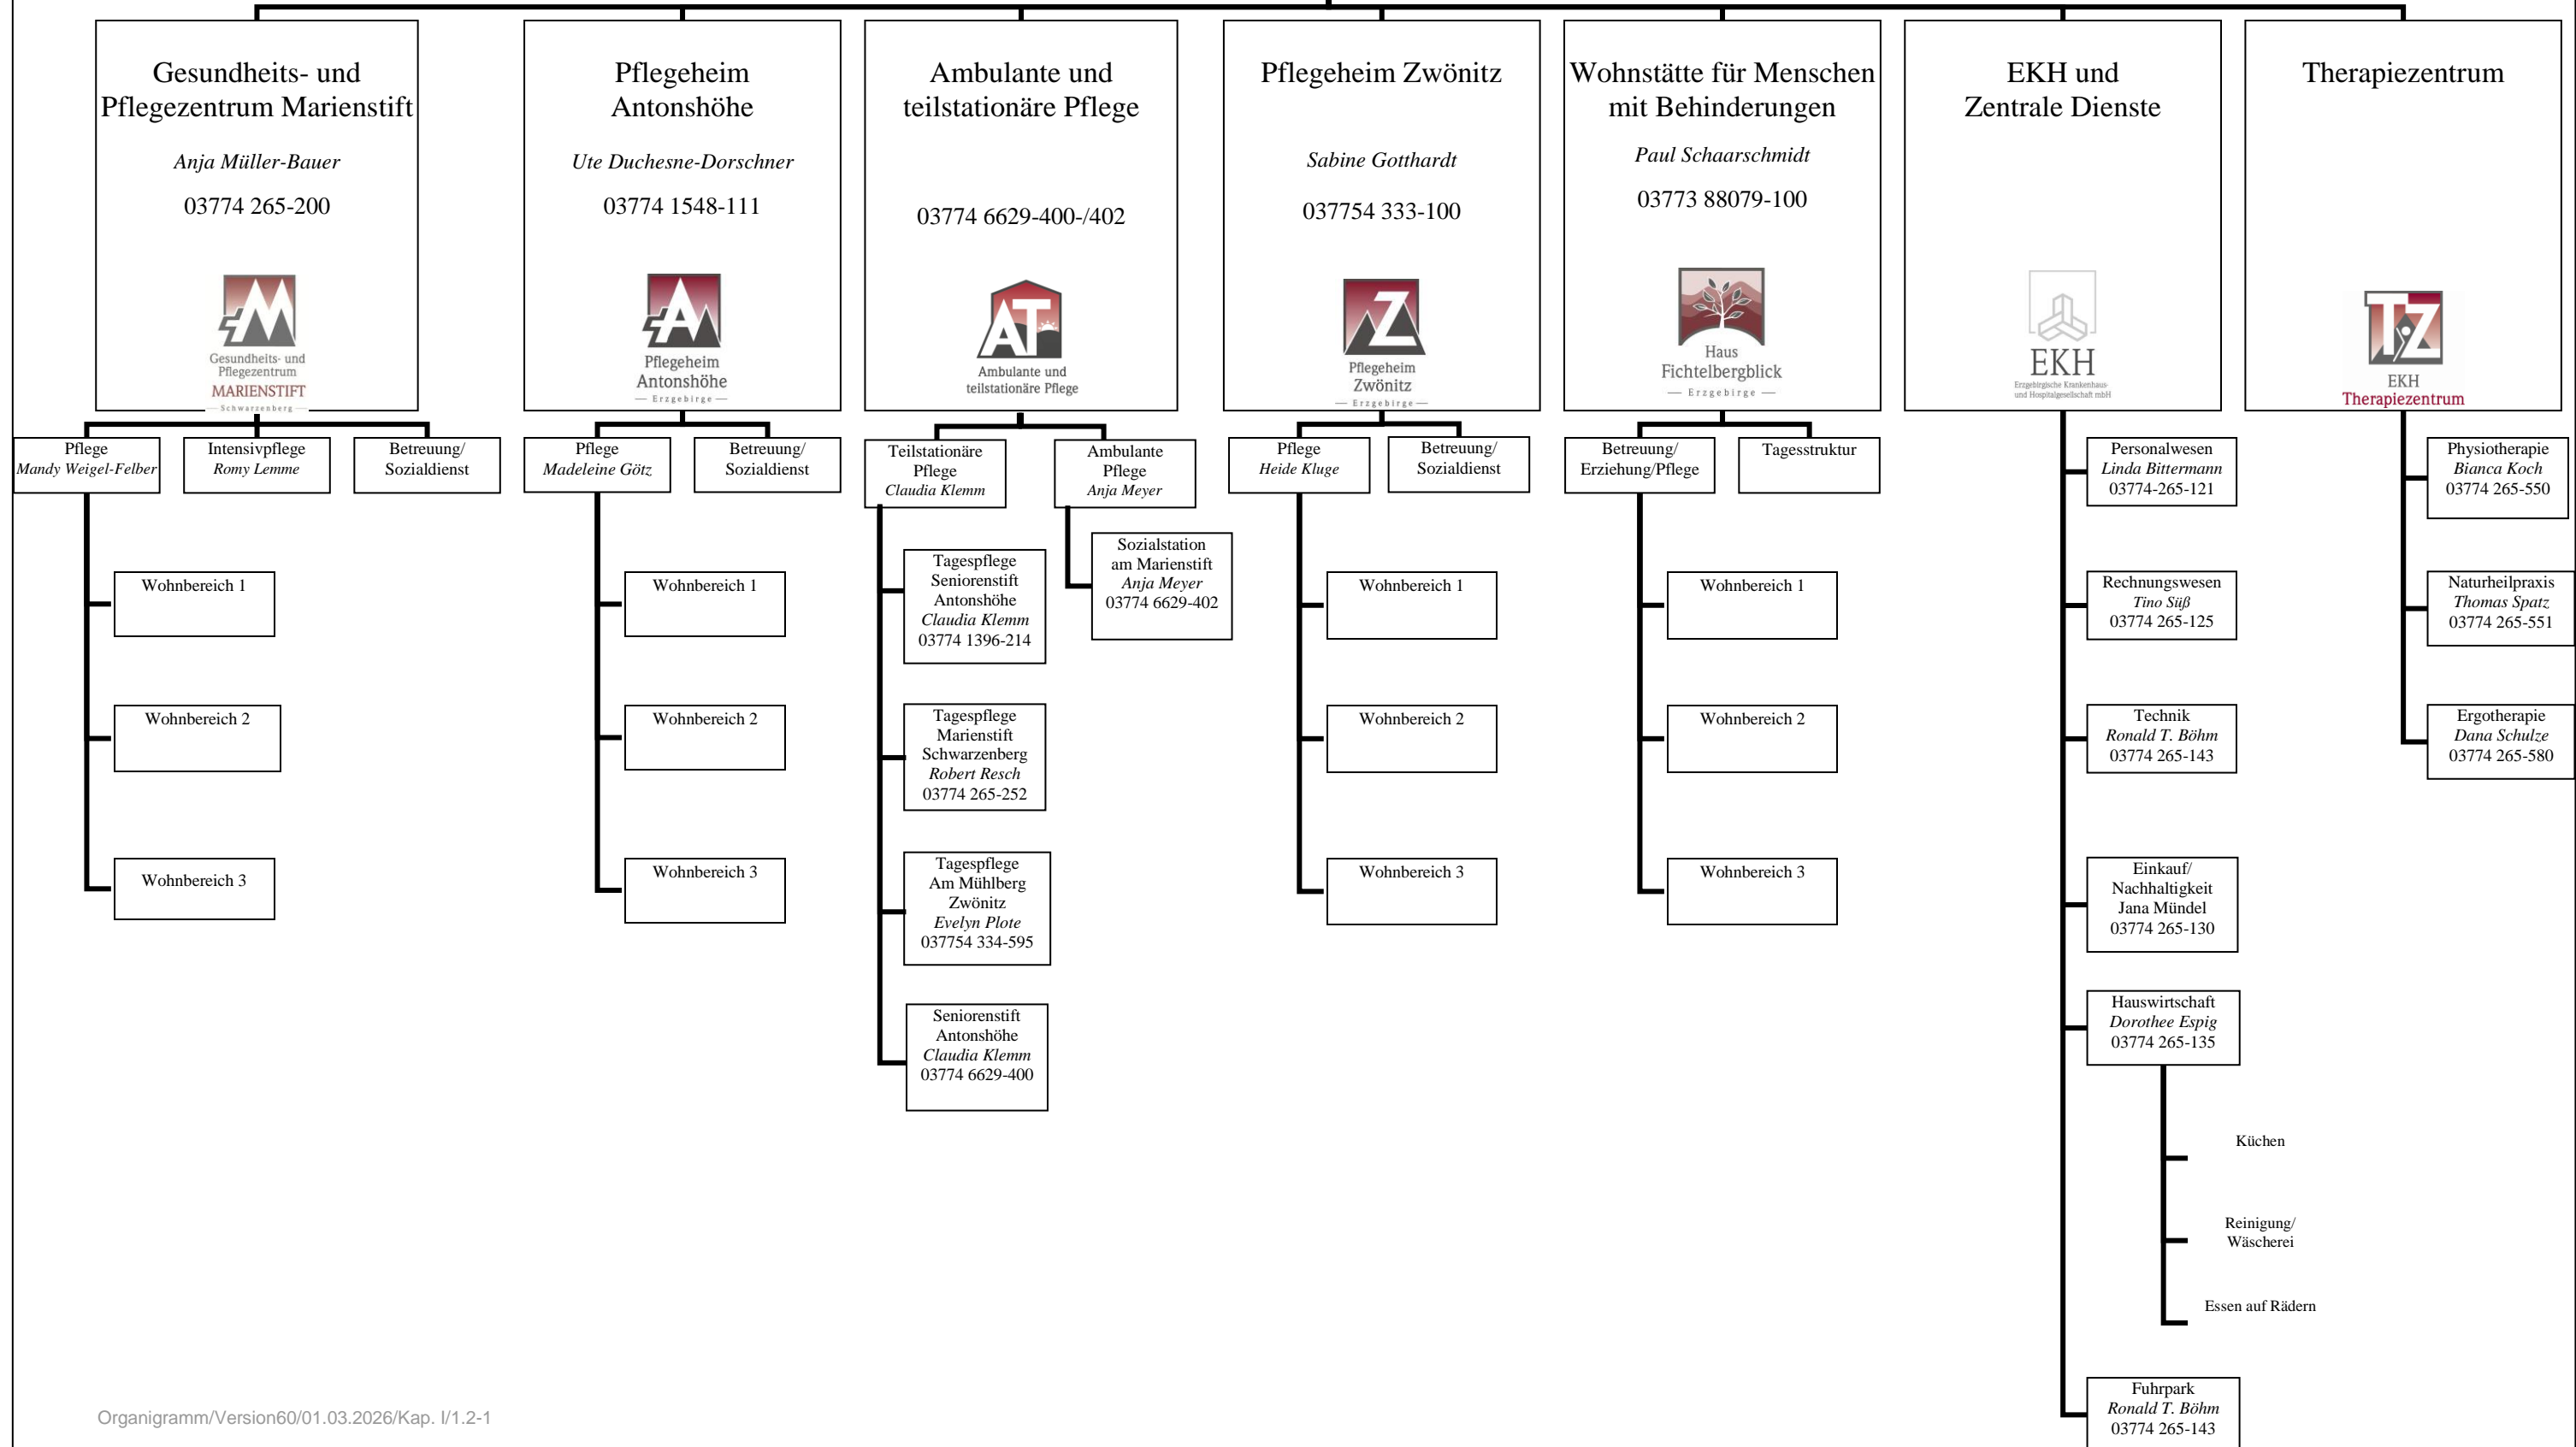 Gesundheits- und
Pflegezentrum Marienstift
Anja Müller-Bauer
03774 265-200
M
Gesundheits- und
Pflegezentrum
MARIENSTIFT
Schwarzenberg
Pflege
Mandy Weigel-Felber
Intensivpflege
Romy Lemme
Betreuung/
Sozialdienst
Wohnbereich 1
Wohnbereich 2
Wohnbereich 3
Pflegeheim
Antonshöhe
Ute Duchesne-Dorschner
03774 1548-111
A
Pflegeheim
Antonshöhe
Erzgebirge
Pflege
Madeleine Götz
Betreuung/
Sozialdienst
Wohnbereich 1
Wohnbereich 2
Wohnbereich 3
Ambulante und
teilstationäre Pflege
03774 6629-400-/402
AT
Ambulante und
teilstationäre Pflege
Teilstationäre
Pflege
Claudia Klemm
Tagespflege
Seniorenstift
Antonshöhe
Claudia Klemm
03774 1396-214
Tagespflege
Marienstift
Schwarzenberg
Robert Resch
03774 265-252
Tagespflege
Am Mühlberg
Zwönitz
Evelyn Plote
037754 334-595
Seniorenstift
Antonshöhe
Claudia Klemm
03774 6629-400
Ambulante
Pflege
Anja Meyer
Sozialstation
am Marienstift
Anja Meyer
03774 6629-402
Pflegeheim Zwönitz
Sabine Gotthardt
037754 333-100
Z
Pflegeheim
Zwönitz
Erzgebirge
Pflege
Heide Kluge
Betreuung/
Sozialdienst
Wohnbereich 1
Wohnbereich 2
Wohnbereich 3
Wohnstätte für Menschen
mit Behinderungen
Paul Schaarschmidt
03773 88079-100
Haus
Fichtelbergblick
Erzgebirge
Betreuung/
Erziehung/Pflege
Tagesstruktur
Wohnbereich 1
Wohnbereich 2
Wohnbereich 3
EKH und
Zentrale Dienste
EKH
Erzgebirgische Krankenhaus-
und Hospitalgesellschaft mbH
Personalwesen
Linda Bittermann
03774-265-121
Rechnungswesen
Tino Süß
03774 265-125
Technik
Ronald T. Böhm
03774 265-143
Einkauf/
Nachhaltigkeit
Jana Mündel
03774 265-130
Hauswirtschaft
Dorothee Espig
03774 265-135
Küchen
Reinigung/
Wäscherei
Essen auf Rädern
Fuhrpark
Ronald T. Böhm
03774 265-143
Therapiezentrum
TZ
EKH
Therapiezentrum
Physiotherapie
Bianca Koch
03774 265-550
Naturheilpraxis
Thomas Spatz
03774 265-551
Ergotherapie
Dana Schulze
03774 265-580
Organigramm/Version60/01.03.2026/Kap. I/1.2-1